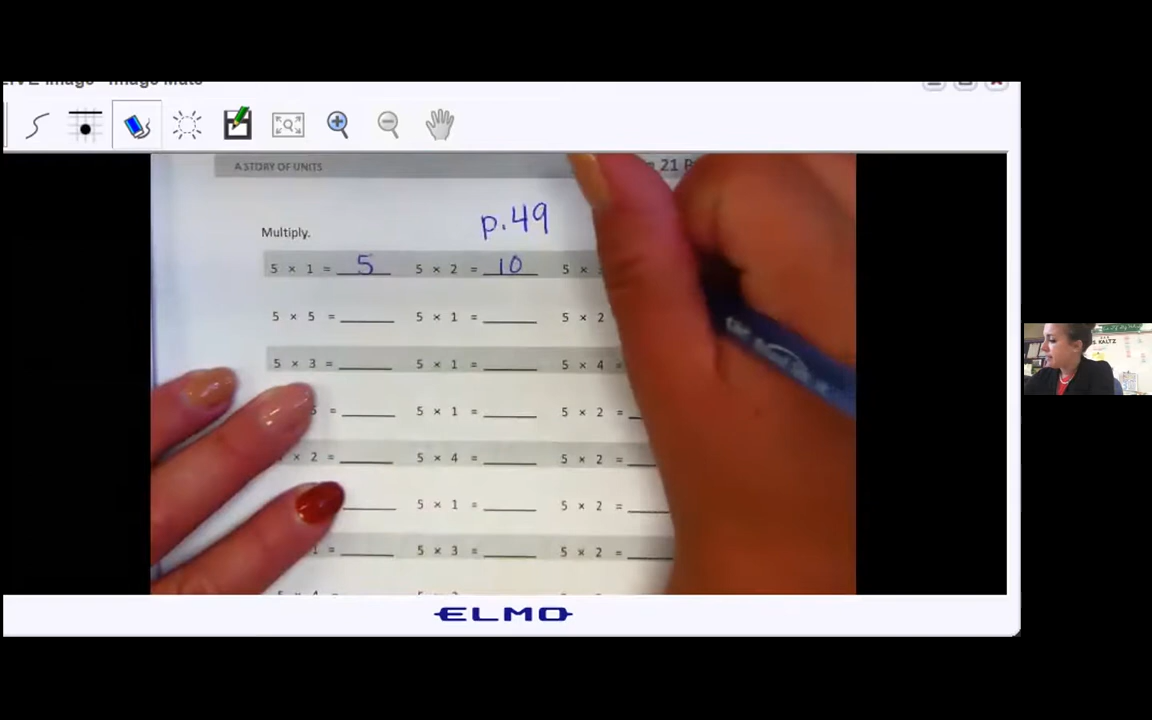 A STORY OF UNITS
21
p.49
Multiply.
5 × 1 = 5 5 × 2 = 10 5 ×
5 × 5 = 5 × 1 = 5 × 2
5 × 3 = 5 × 1 = 5 × 4 =
= 5 × 1 = 5 × 2 =
× 2 = 5 × 4 = 5 × 2 =
5 × 1 = 5 × 2 =
1 = 5 × 3 = 5 × 2 =
ELMO
KALTZ